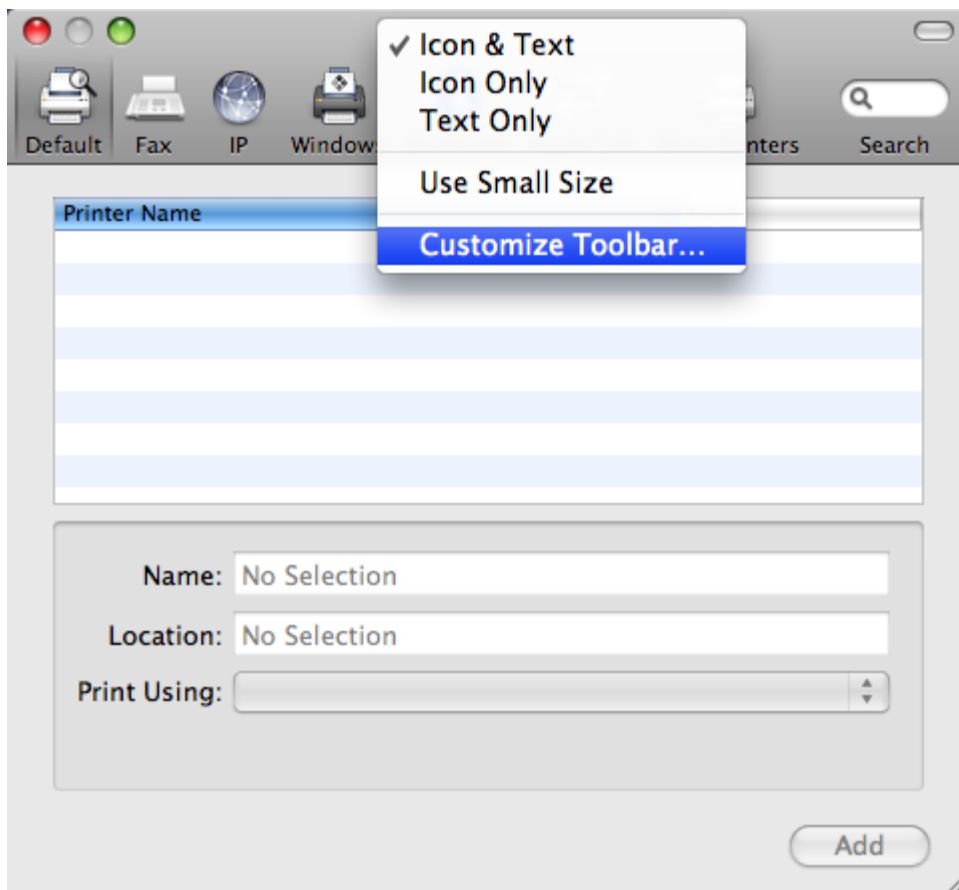 ✓ Icon & Text
Icon Only
Text Only
Use Small Size
Customize Toolbar...
Default
Fax
IP
Window
nters
Search
Printer Name
Name: No Selection
Location: No Selection
Print Using:
Add